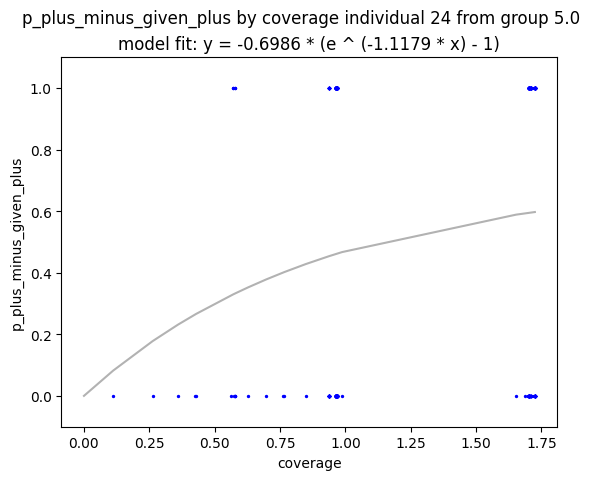 p_plus_minus_given_plus by coverage individual 24 from group 5.0
model fit: y = -0.6986 * (e ^ (-1.1179 * x) - 1)
1.0
0.8
0.6
0.4
0.2
0.0
p_plus_minus_given_plus
0.00 0.25 0.50 0.75 1.00 1.25 1.50 1.75
coverage